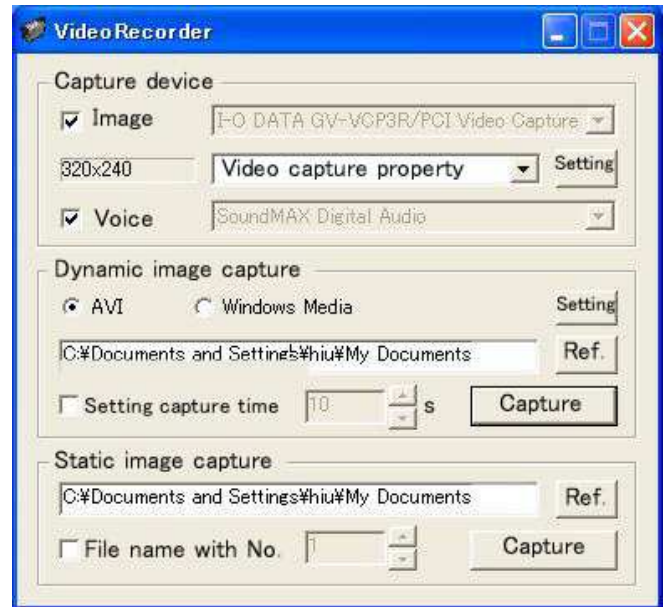 VideoRecorder
Capture device
Image I-O DATA GV-VCP3R/PCI Video Capture
320x240 Video capture property Setting
Voice SoundMAX Digital Audio
Dynamic image capture
AVI Windows Media Setting
C:¥Documents and Settings¥hiu¥My Documents Ref.
Setting capture time 10 s Capture
Static image capture
C:¥Documents and Settings¥hiu¥My Documents Ref.
File name with No. 1 Capture